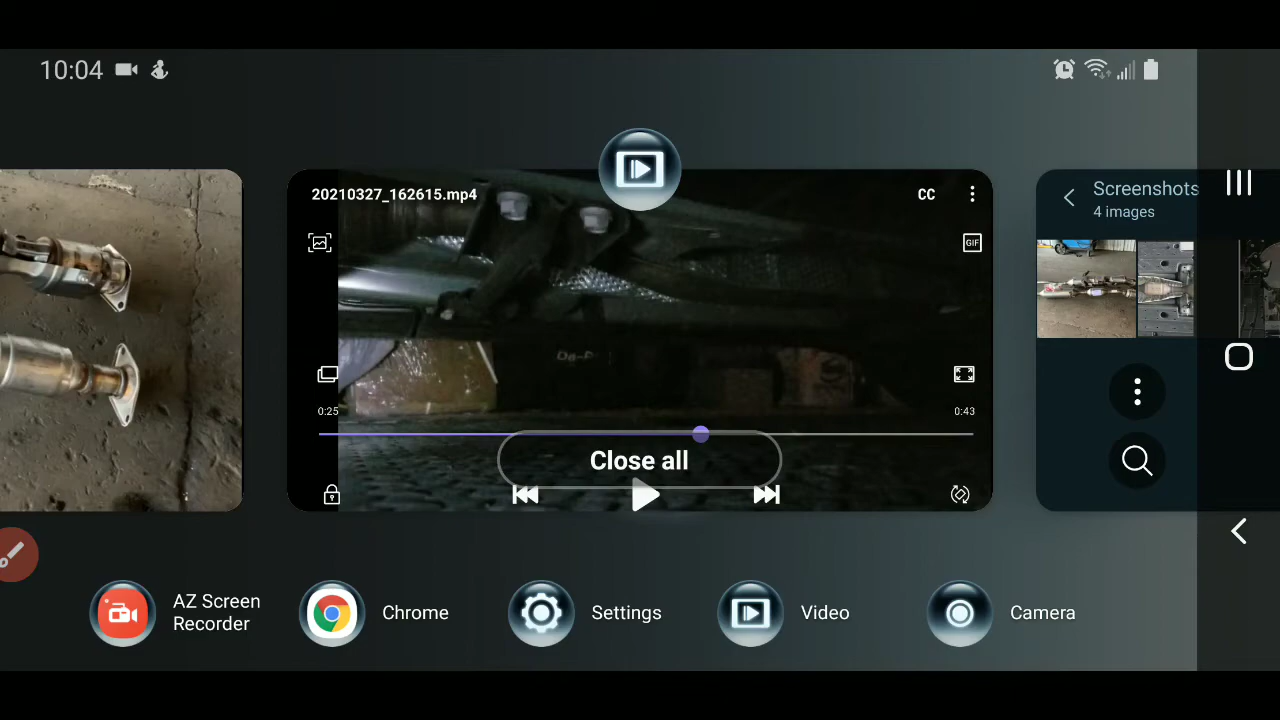 10:04
20210327_162615.mp4
CC
GIF
Screenshots
4 images
0:25
0:43
Close all
AZ Screen
Recorder
Chrome
Settings
Video
Camera